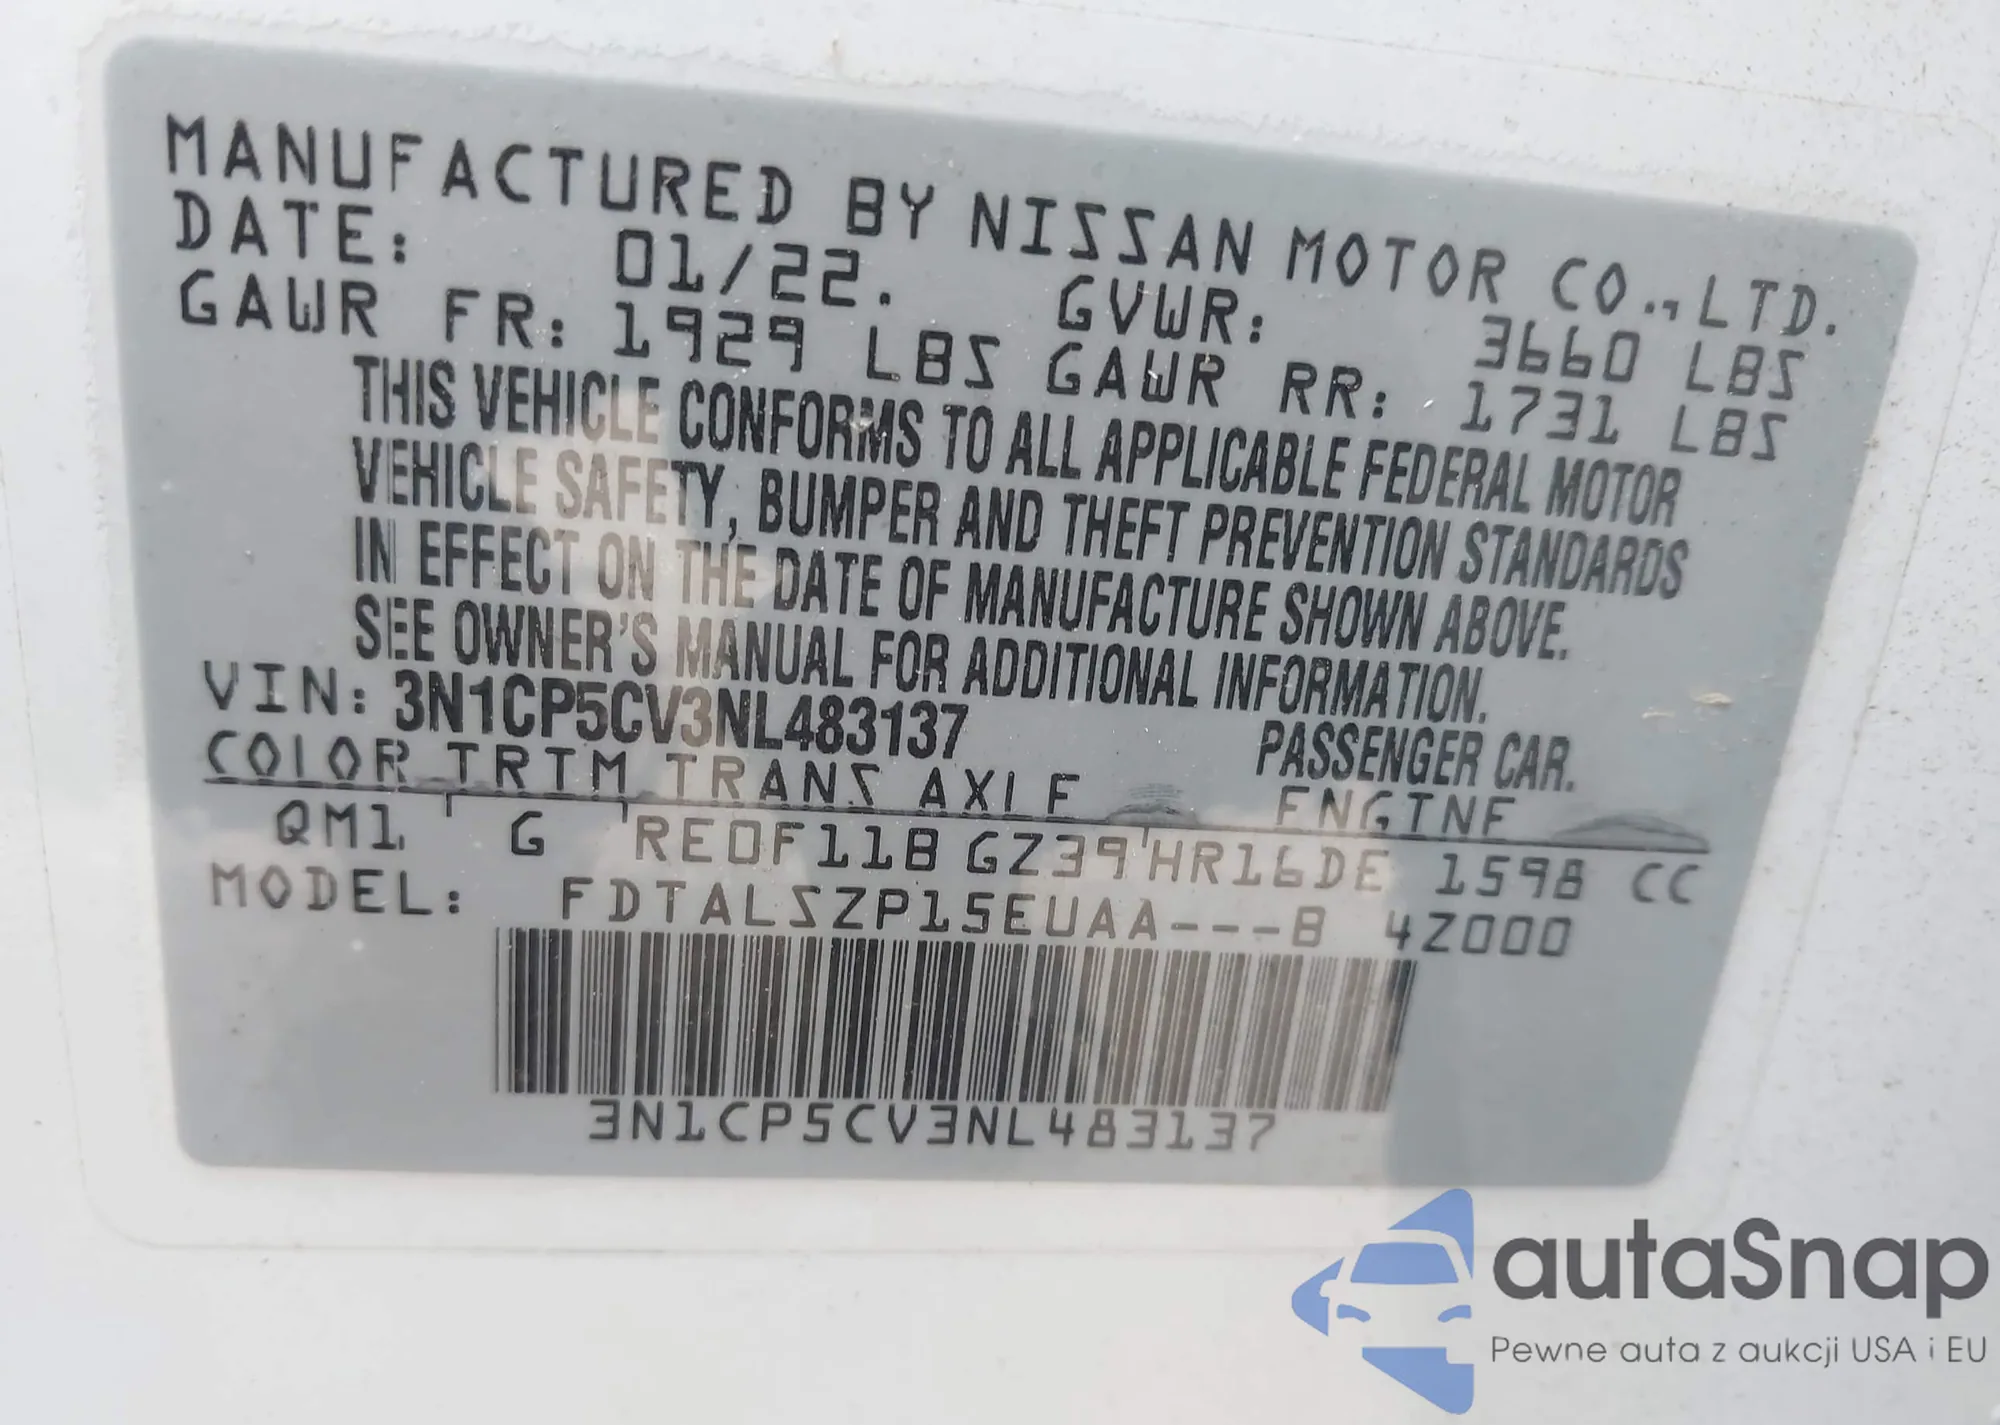 MANUFACTURED BY NISSAN MOTOR CO., LTD.
DATE: 01/22. GVWR: 3660 LBS
GAWR FR: 1929 LBS GAWR RR: 1731 LBS
THIS VEHICLE CONFORMS TO ALL APPLICABLE FEDERAL MOTOR
VEHICLE SAFETY, BUMPER AND THEFT PREVENTION STANDARDS
IN EFFECT ON THE DATE OF MANUFACTURE SHOWN ABOVE.
SEE OWNER'S MANUAL FOR ADDITIONAL INFORMATION.
VIN: 3N1CP5CV3NL483137 PASSENGER CAR.
COLOR TRIM TRANS AXLE ENGINE
QM1 G RE0F11B GZ39 HR16DE 1598 CC
MODEL: FDTALSZP15EUAA---B 4Z000
3N1CP5CV3NL483137
autaSnap
Pewne auta z aukcji USA i EU